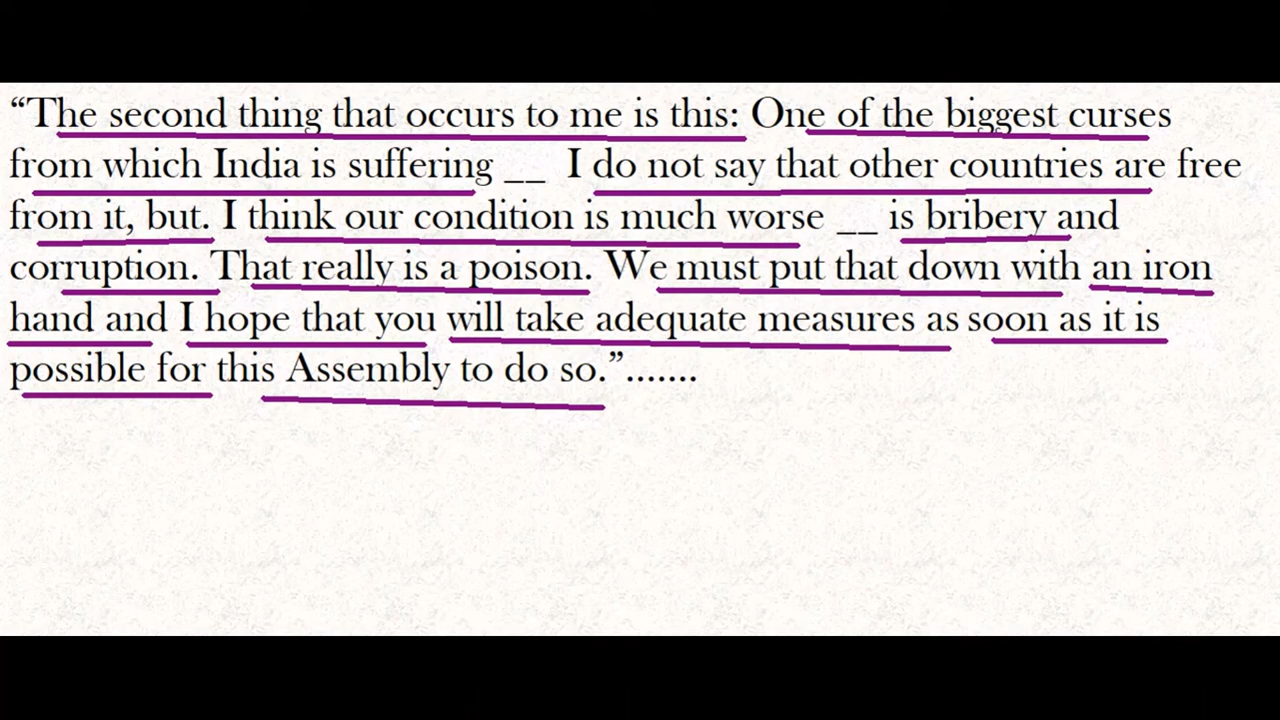 “The second thing that occurs to me is this: One of the biggest curses
from which India is suffering __ I do not say that other countries are free
from it, but. I think our condition is much worse __ is bribery and
corruption. That really is a poison. We must put that down with an iron
hand and I hope that you will take adequate measures as soon as it is
possible for this Assembly to do so.”.......